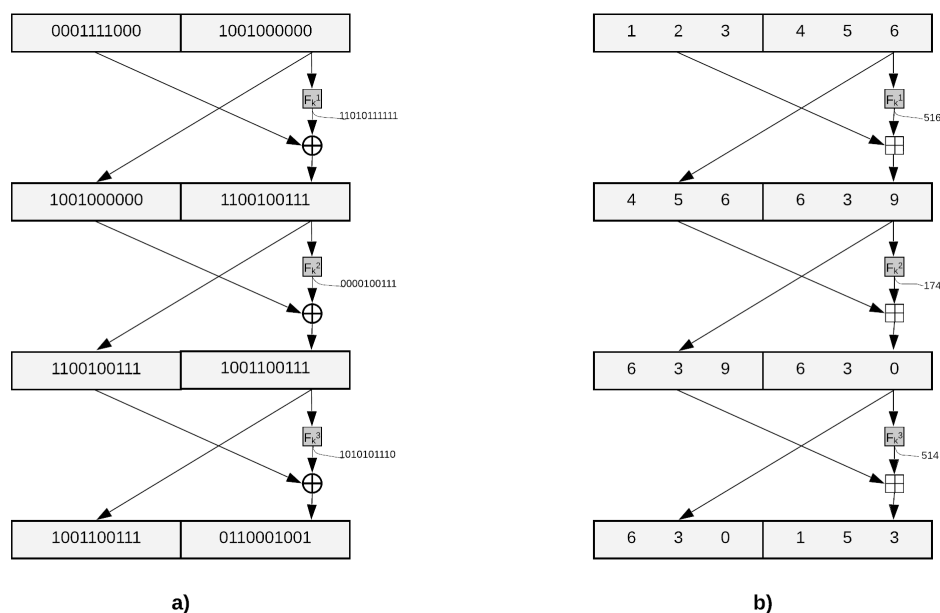 0001111000 1001000000
F_k^1
11010111111
1001000000 1100100111
F_k^2
0000100111
1100100111 1001100111
F_k^3
1010101110
1001100111 0110001001
a)
1 2 3 4 5 6
F_k^1
516
4 5 6 6 3 9
F_k^2
174
6 3 9 6 3 0
F_k^3
514
6 3 0 1 5 3
b)